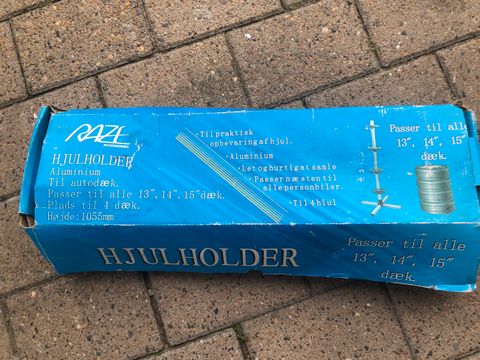 RAZE
ACCESSORIES
HJULHOLDER
Aluminium
Til autodæk.
Passer til alle 13", 14", 15"dæk.
Plads til 4 dæk.
Højde:1055mm
·Til praktisk
opbevaring af hjul.
·Aluminium
·Let og hurtig at samle
·Passer næsten til
alle personbiler.
·Til 4 hjul
Passer til alle
13", 14", 15"
dæk.
HJULHOLDER
Passer til alle
13", 14", 15"
dæk.